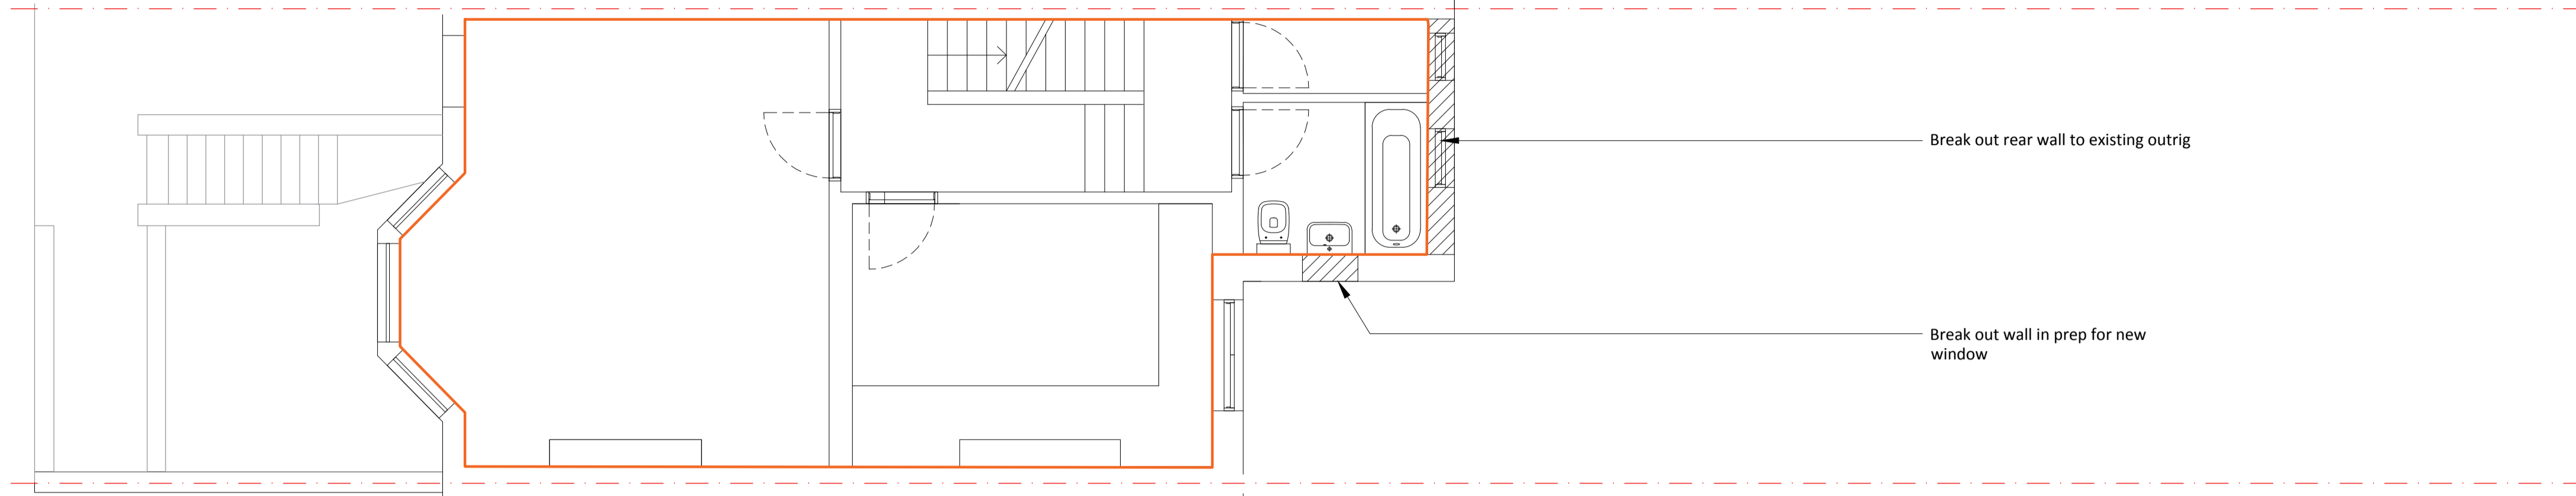 Break out rear wall to existing outrig
Break out wall in prep for new
window